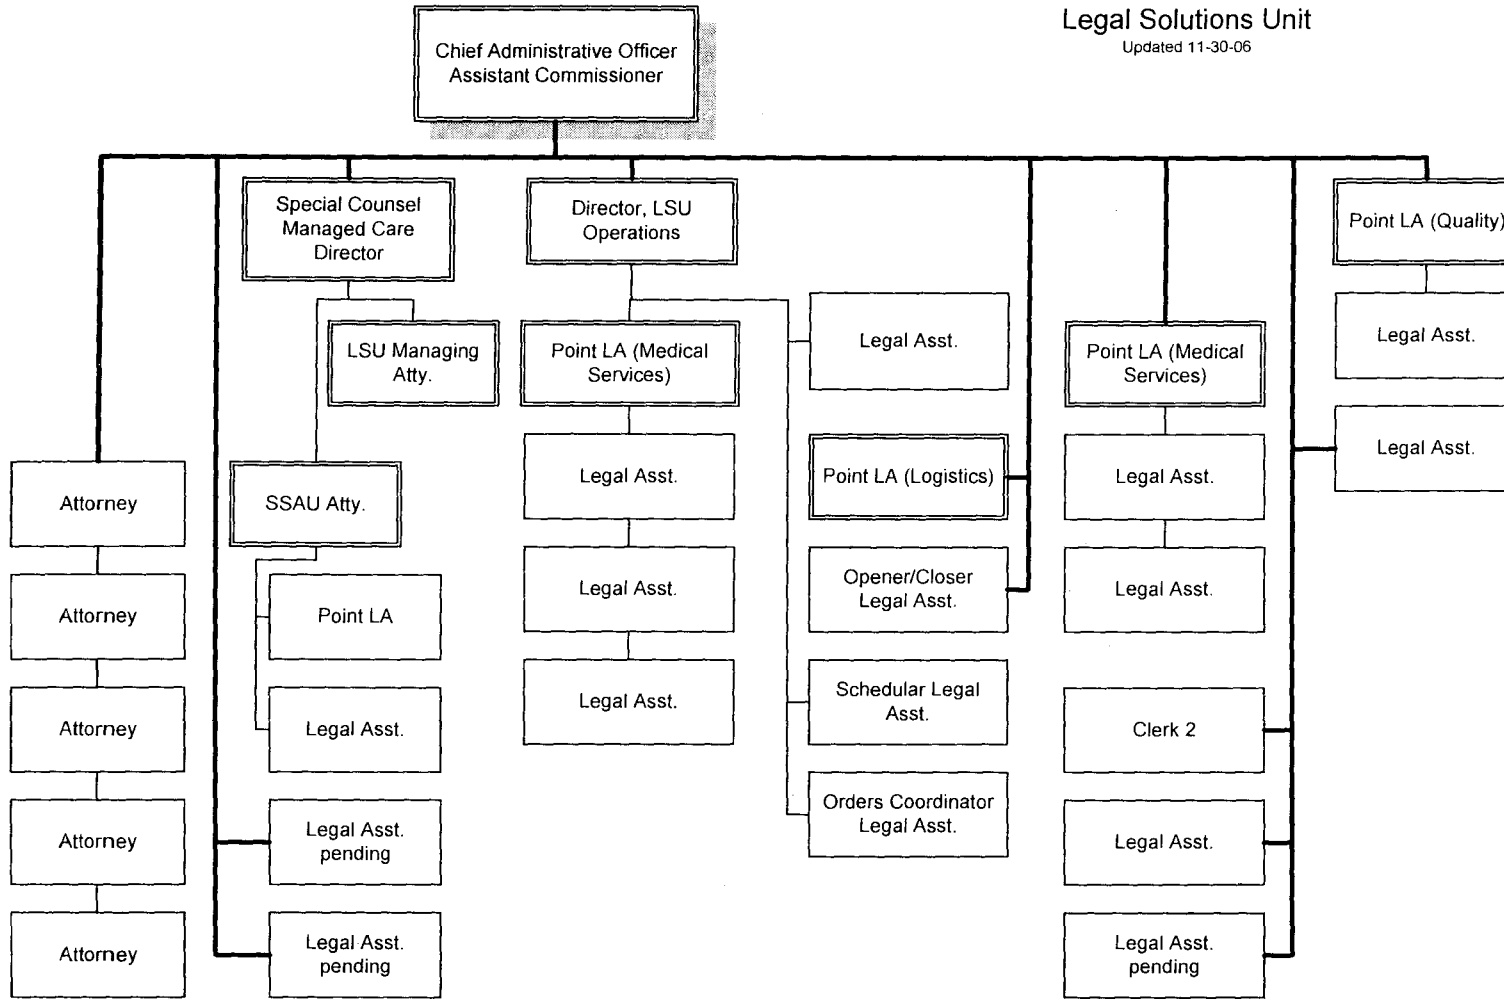 Legal Solutions Unit
Updated 11-30-06
Chief Administrative Officer
Assistant Commissioner
Special Counsel
Managed Care
Director
Director, LSU
Operations
Point LA (Quality)
LSU Managing
Atty.
Point LA (Medical
Services)
Legal Asst.
Point LA (Medical
Services)
Legal Asst.
Attorney
SSAU Atty.
Legal Asst.
Point LA (Logistics)
Legal Asst.
Legal Asst.
Attorney
Point LA
Legal Asst.
Opener/Closer
Legal Asst.
Legal Asst.
Attorney
Legal Asst.
Legal Asst.
Schedular Legal
Asst.
Clerk 2
Attorney
Legal Asst.
pending
Orders Coordinator
Legal Asst.
Legal Asst.
Attorney
Legal Asst.
pending
Legal Asst.
pending